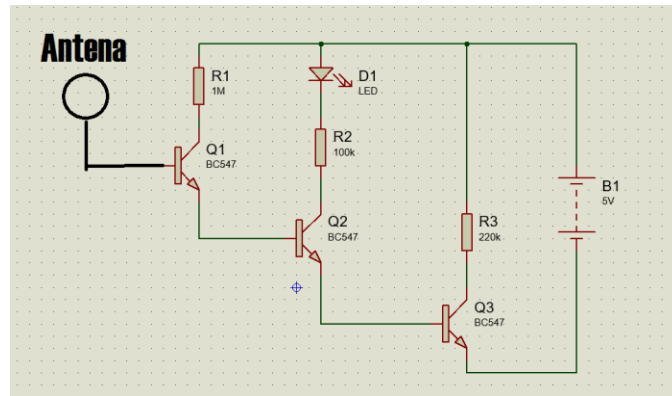 Antena
R1
1M
D1
LED
Q1
BC547
R2
100k
Q2
BC547
B1
5V
R3
220k
Q3
BC547